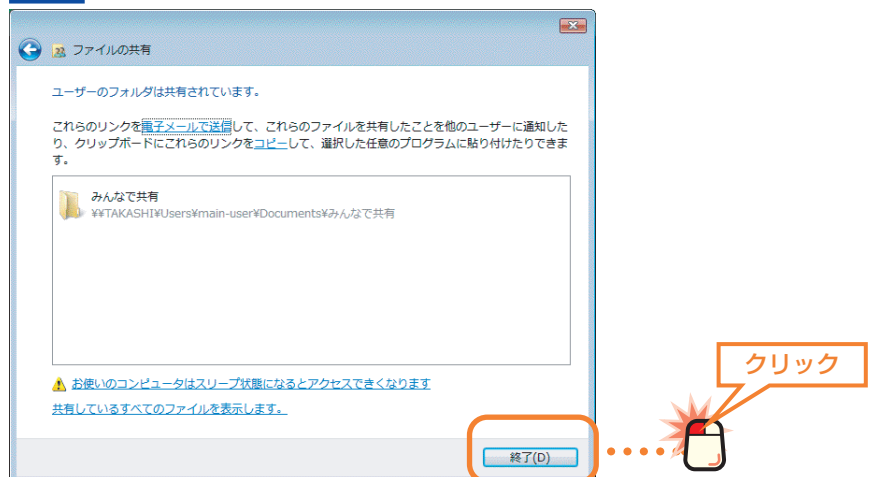 ファイルの共有
ユーザーのフォルダは共有されています。
これらのリンクを電子メールで送信して、これらのファイルを共有したことを他のユーザーに通知した
り、クリップボードにこれらのリンクをコピーして、選択した任意のプログラムに貼り付けたりできま
す。
みんなで共有
¥¥TAKASHI¥Users¥main-user¥Documents¥みんなで共有
お使いのコンピュータはスリープ状態になるとアクセスできくなります
共有しているすべてのファイルを表示します。
クリック
終了(D)